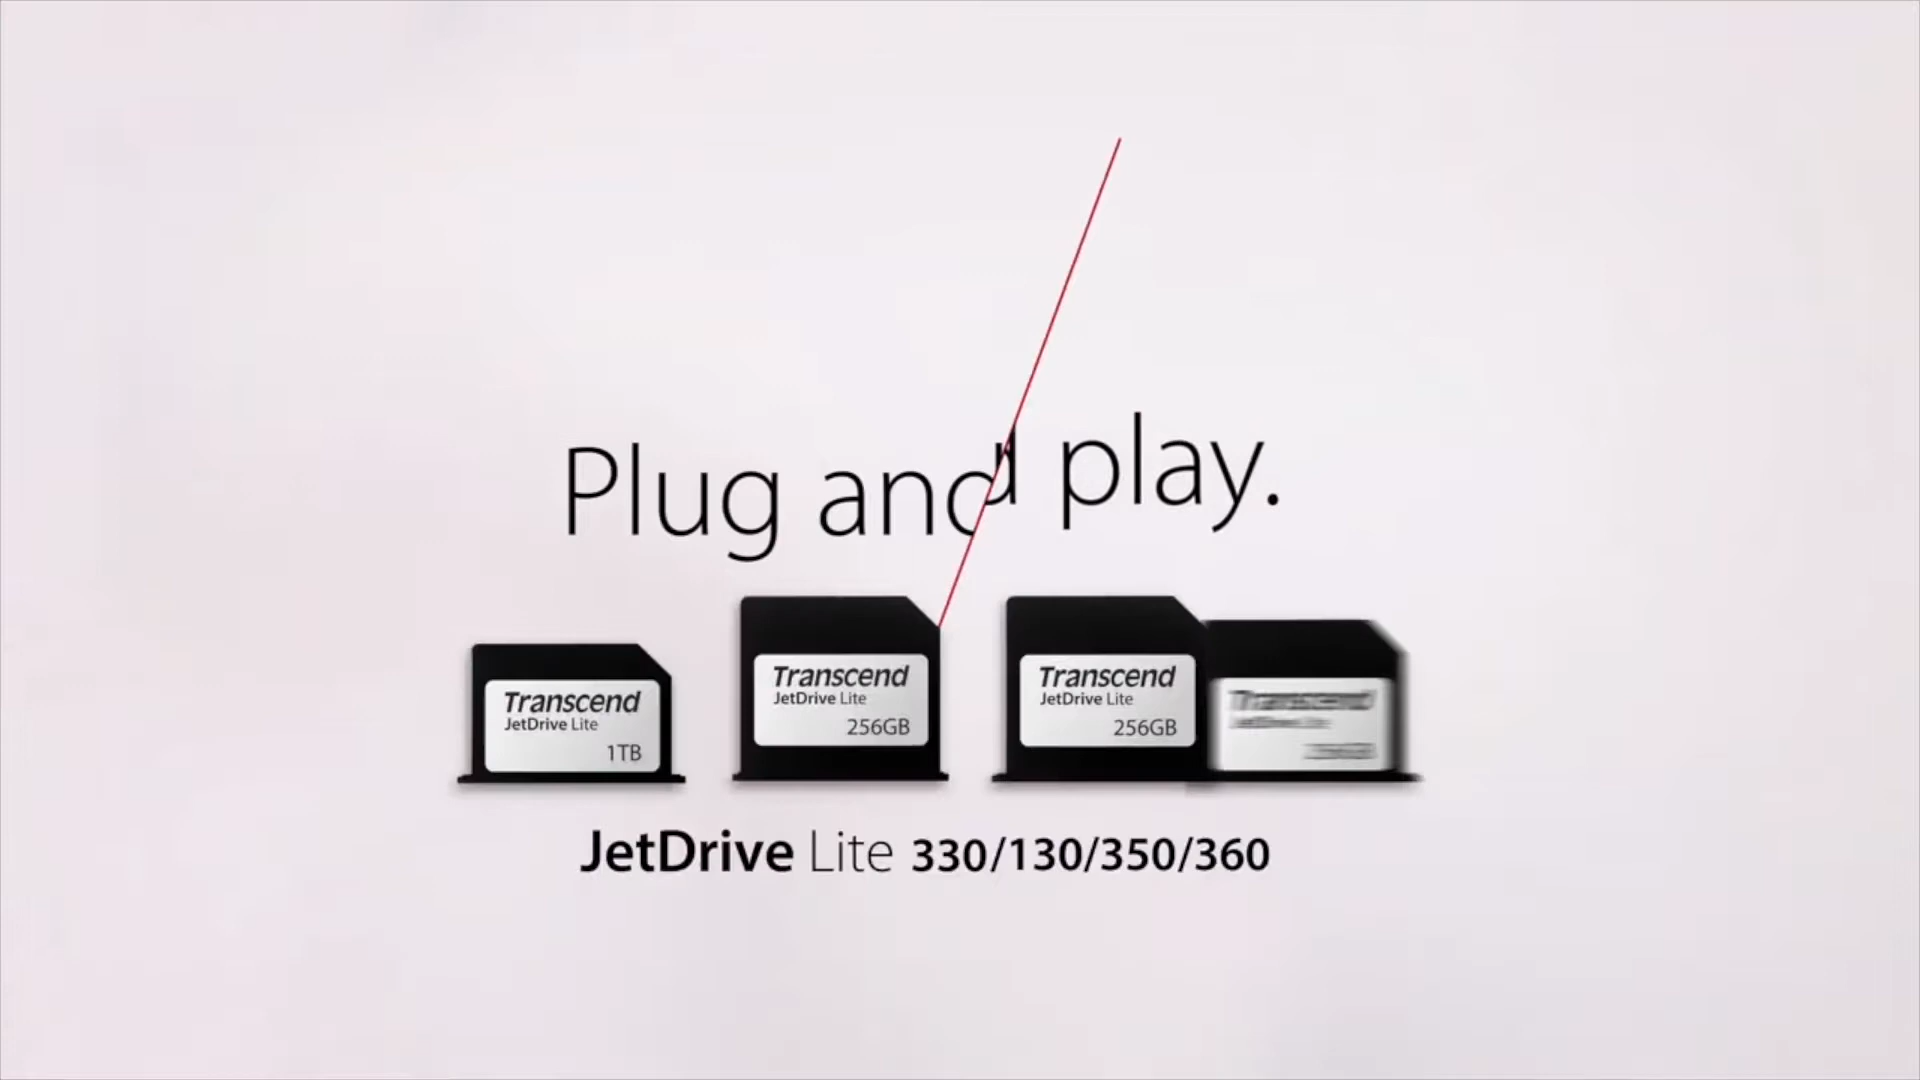 Plug and play.
Transcend
JetDrive Lite
1TB
Transcend
JetDrive Lite
256GB
Transcend
JetDrive Lite
256GB
JetDrive Lite 330/130/350/360